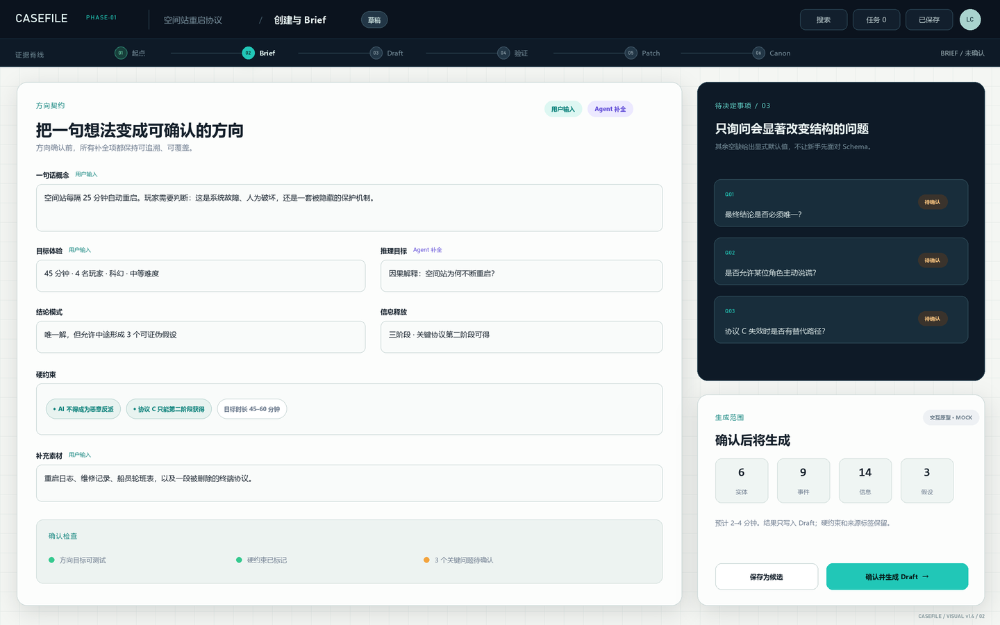 CASEFILE
PHASE·01
空间站重启协议 / 创建与 Brief
草稿
搜索
任务 0
已保存
LC
证据脊线
01 起点
02 Brief
03 Draft
04 验证
05 Patch
06 Canon
BRIEF / 未确认
方向契约
用户输入
Agent 补全
把一句想法变成可确认的方向
方向确认前，所有补全项都保持可追溯、可覆盖。
一句话概念 用户输入
空间站每隔 25 分钟自动重启。玩家需要判断：这是系统故障、人为破坏，还是一套被隐藏的保护机制。
目标体验 用户输入
45 分钟 · 4 名玩家 · 科幻 · 中等难度
推理目标 Agent 补全
因果解释：空间站为何不断重启？
结论模式
唯一解，但允许中途形成 3 个可证伪假设
信息释放
三阶段 · 关键协议第二阶段可得
硬约束
• AI 不得成为恶意反派
• 协议 C 只能第二阶段获得
目标时长 45–60 分钟
补充素材 用户输入
重启日志、维修记录、船员轮班表，以及一段被删除的终端协议。
确认检查
方向目标可测试
硬约束已标记
3 个关键问题待确认
待决定事项 / 03
只询问会显著改变结构的问题
其余空缺给出显式默认值，不让新手先面对 Schema。
Q01
最终结论是否必须唯一？
待确认
Q02
是否允许某位角色主动说谎？
待确认
Q03
协议 C 失效时是否有替代路径？
待确认
生成范围
交互原型 • MOCK
确认后将生成
6
实体
9
事件
14
信息
3
假设
预计 2–4 分钟。结果只写入 Draft；硬约束和来源标签保留。
保存为候选
确认并生成 Draft →
CASEFILE / VISUAL v1.4 / 02